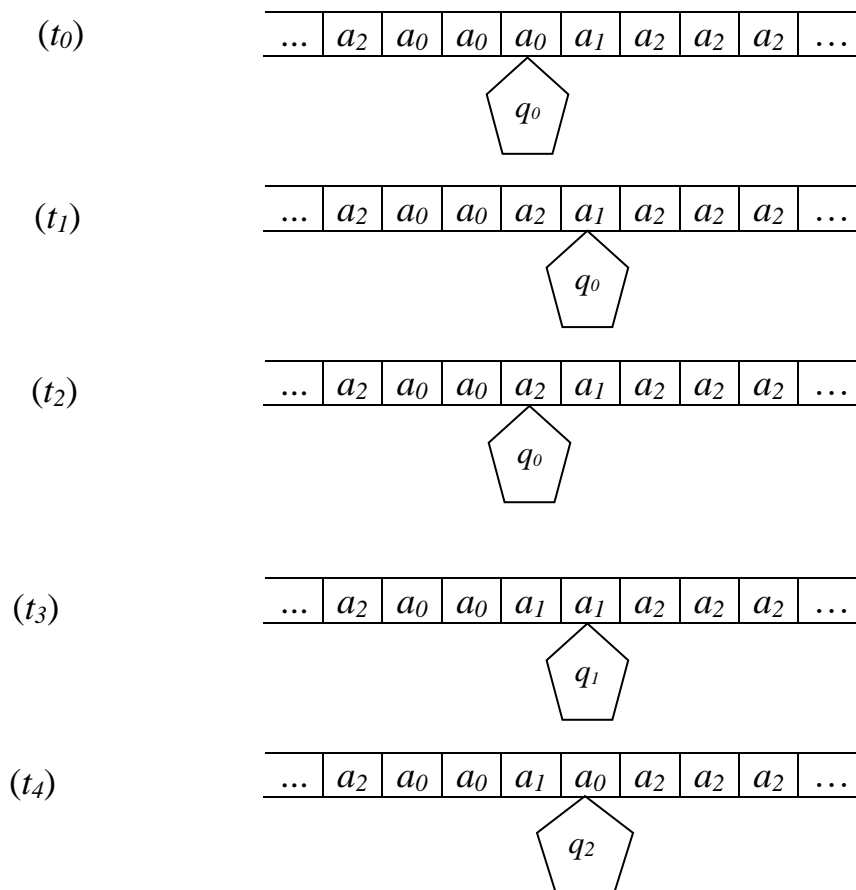 (t₀) ... a₂ a₀ a₀ a₀ a₁ a₂ a₂ a₂ …
q₀
(t₁) ... a₂ a₀ a₀ a₂ a₁ a₂ a₂ a₂ …
q₀
(t₂) ... a₂ a₀ a₀ a₂ a₁ a₂ a₂ a₂ …
q₀
(t₃) ... a₂ a₀ a₀ a₁ a₁ a₂ a₂ a₂ …
q₁
(t₄) ... a₂ a₀ a₀ a₁ a₀ a₂ a₂ a₂ …
q₂